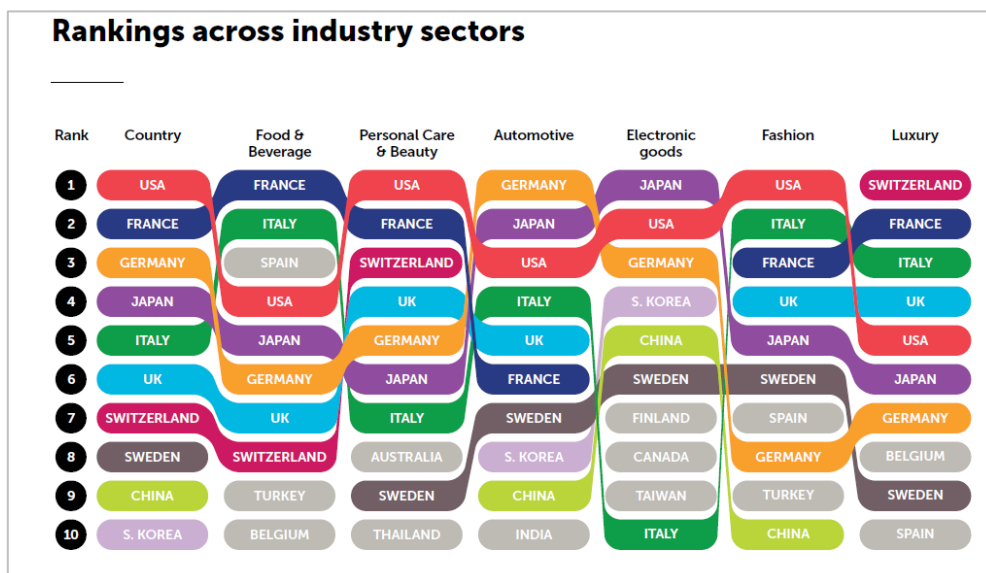 Rankings across industry sectors
Rank Country Food & Beverage Personal Care & Beauty Automotive Electronic goods Fashion Luxury
1 USA FRANCE USA GERMANY JAPAN USA SWITZERLAND
2 FRANCE ITALY FRANCE JAPAN USA ITALY FRANCE
3 GERMANY SPAIN SWITZERLAND USA GERMANY FRANCE ITALY
4 JAPAN USA UK ITALY S. KOREA UK UK
5 ITALY JAPAN GERMANY UK CHINA JAPAN USA
6 UK GERMANY JAPAN FRANCE SWEDEN SWEDEN JAPAN
7 SWITZERLAND UK ITALY SWEDEN FINLAND SPAIN GERMANY
8 SWEDEN SWITZERLAND AUSTRALIA S. KOREA CANADA GERMANY BELGIUM
9 CHINA TURKEY SWEDEN CHINA TAIWAN TURKEY SWEDEN
10 S. KOREA BELGIUM THAILAND INDIA ITALY CHINA SPAIN